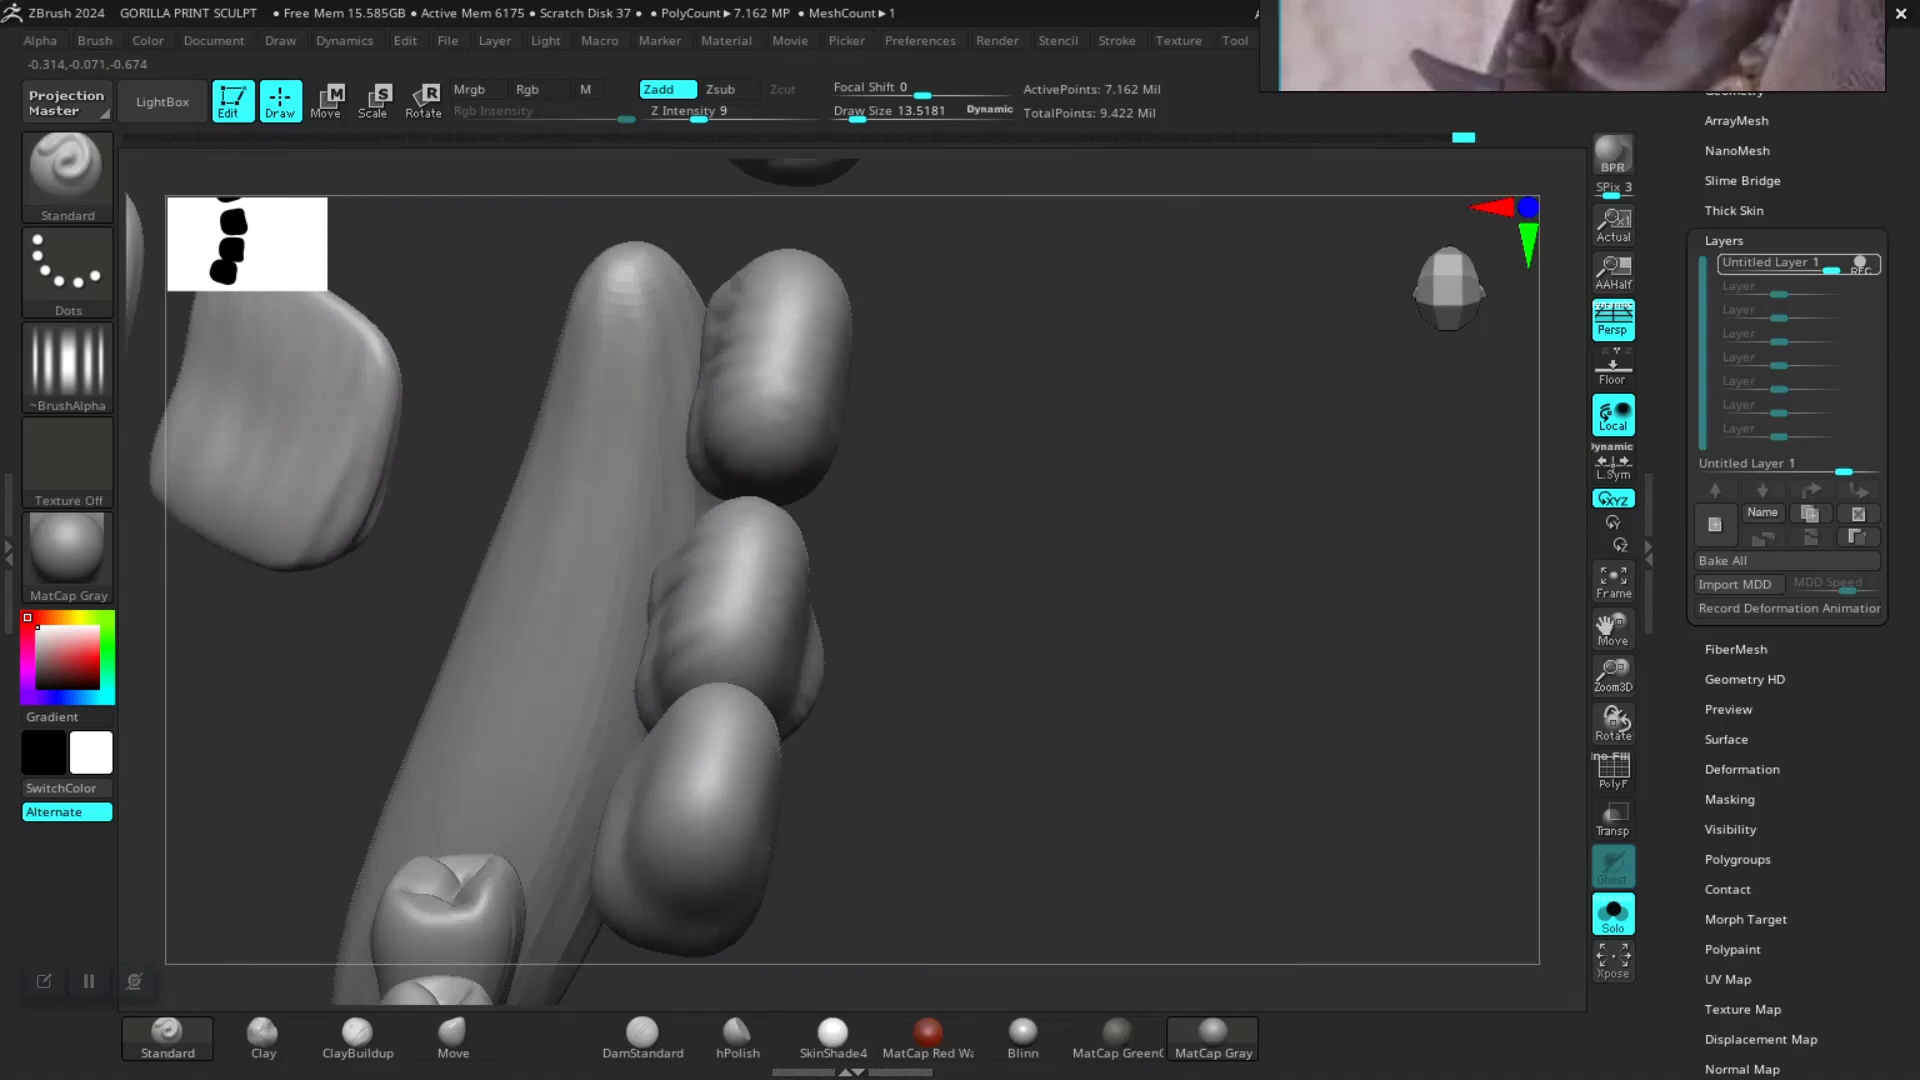 ZBrush 2024 GORILLA PRINT SCULPT • Free Mem 15.585GB • Active Mem 6175 • Scratch Disk 37 • • PolyCount▸7.162 MP • MeshCount▸1
Alpha Brush Color Document Draw Dynamics Edit File Layer Light Macro Marker Material Movie Picker Preferences Render Stencil Stroke Texture Tool
-0.314,-0.071,-0.674
Projection Master
LightBox
Edit
Draw
M
Move
S
Scale
R
Rotate
Mrgb Rgb M
Rgb Intensity
Zadd Zsub Zcut
Z Intensity 9
Focal Shift 0
Draw Size 13.5181 Dynamic
ActivePoints: 7.162 Mil
TotalPoints: 9.422 Mil
Standard
Dots
~BrushAlpha
Texture Off
MatCap Gray
Gradient
SwitchColor
Alternate
BPR
SPix 3
Actual
AAHalf
Persp
Floor
Local
Dynamic
L.Sym
XYZ
Y
Z
Frame
Move
Zoom3D
Rotate
PolyF
Transp
Ghost
Solo
Xpose
Geometry
ArrayMesh
NanoMesh
Slime Bridge
Thick Skin
Layers
Untitled Layer 1 REC
Layer
Layer
Layer
Layer
Layer
Layer
Layer
Untitled Layer 1
Name
Bake All
Import MDD MDD Speed
Record Deformation Animation
FiberMesh
Geometry HD
Preview
Surface
Deformation
Masking
Visibility
Polygroups
Contact
Morph Target
Polypaint
UV Map
Texture Map
Displacement Map
Normal Map
Standard Clay ClayBuildup Move DamStandard hPolish SkinShade4 MatCap Red Wa Blinn MatCap Green MatCap Gray